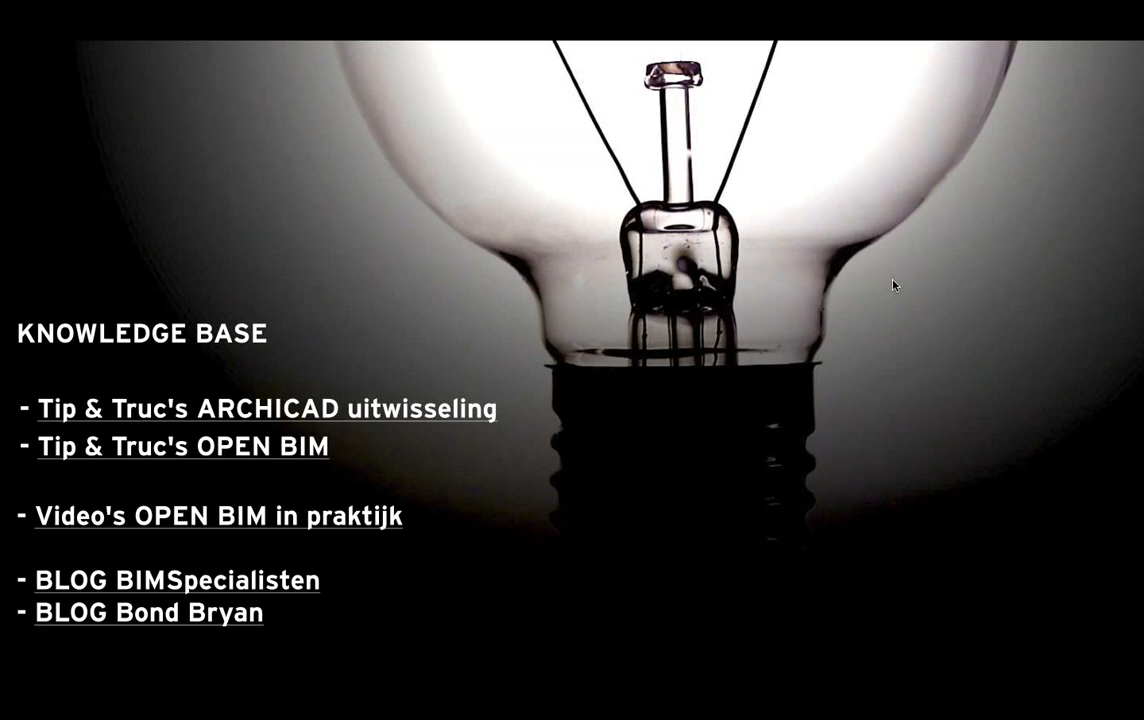 KNOWLEDGE BASE
- Tip & Truc's ARCHICAD uitwisseling
- Tip & Truc's OPEN BIM
- Video's OPEN BIM in praktijk
- BLOG BIMSpecialisten
- BLOG Bond Bryan